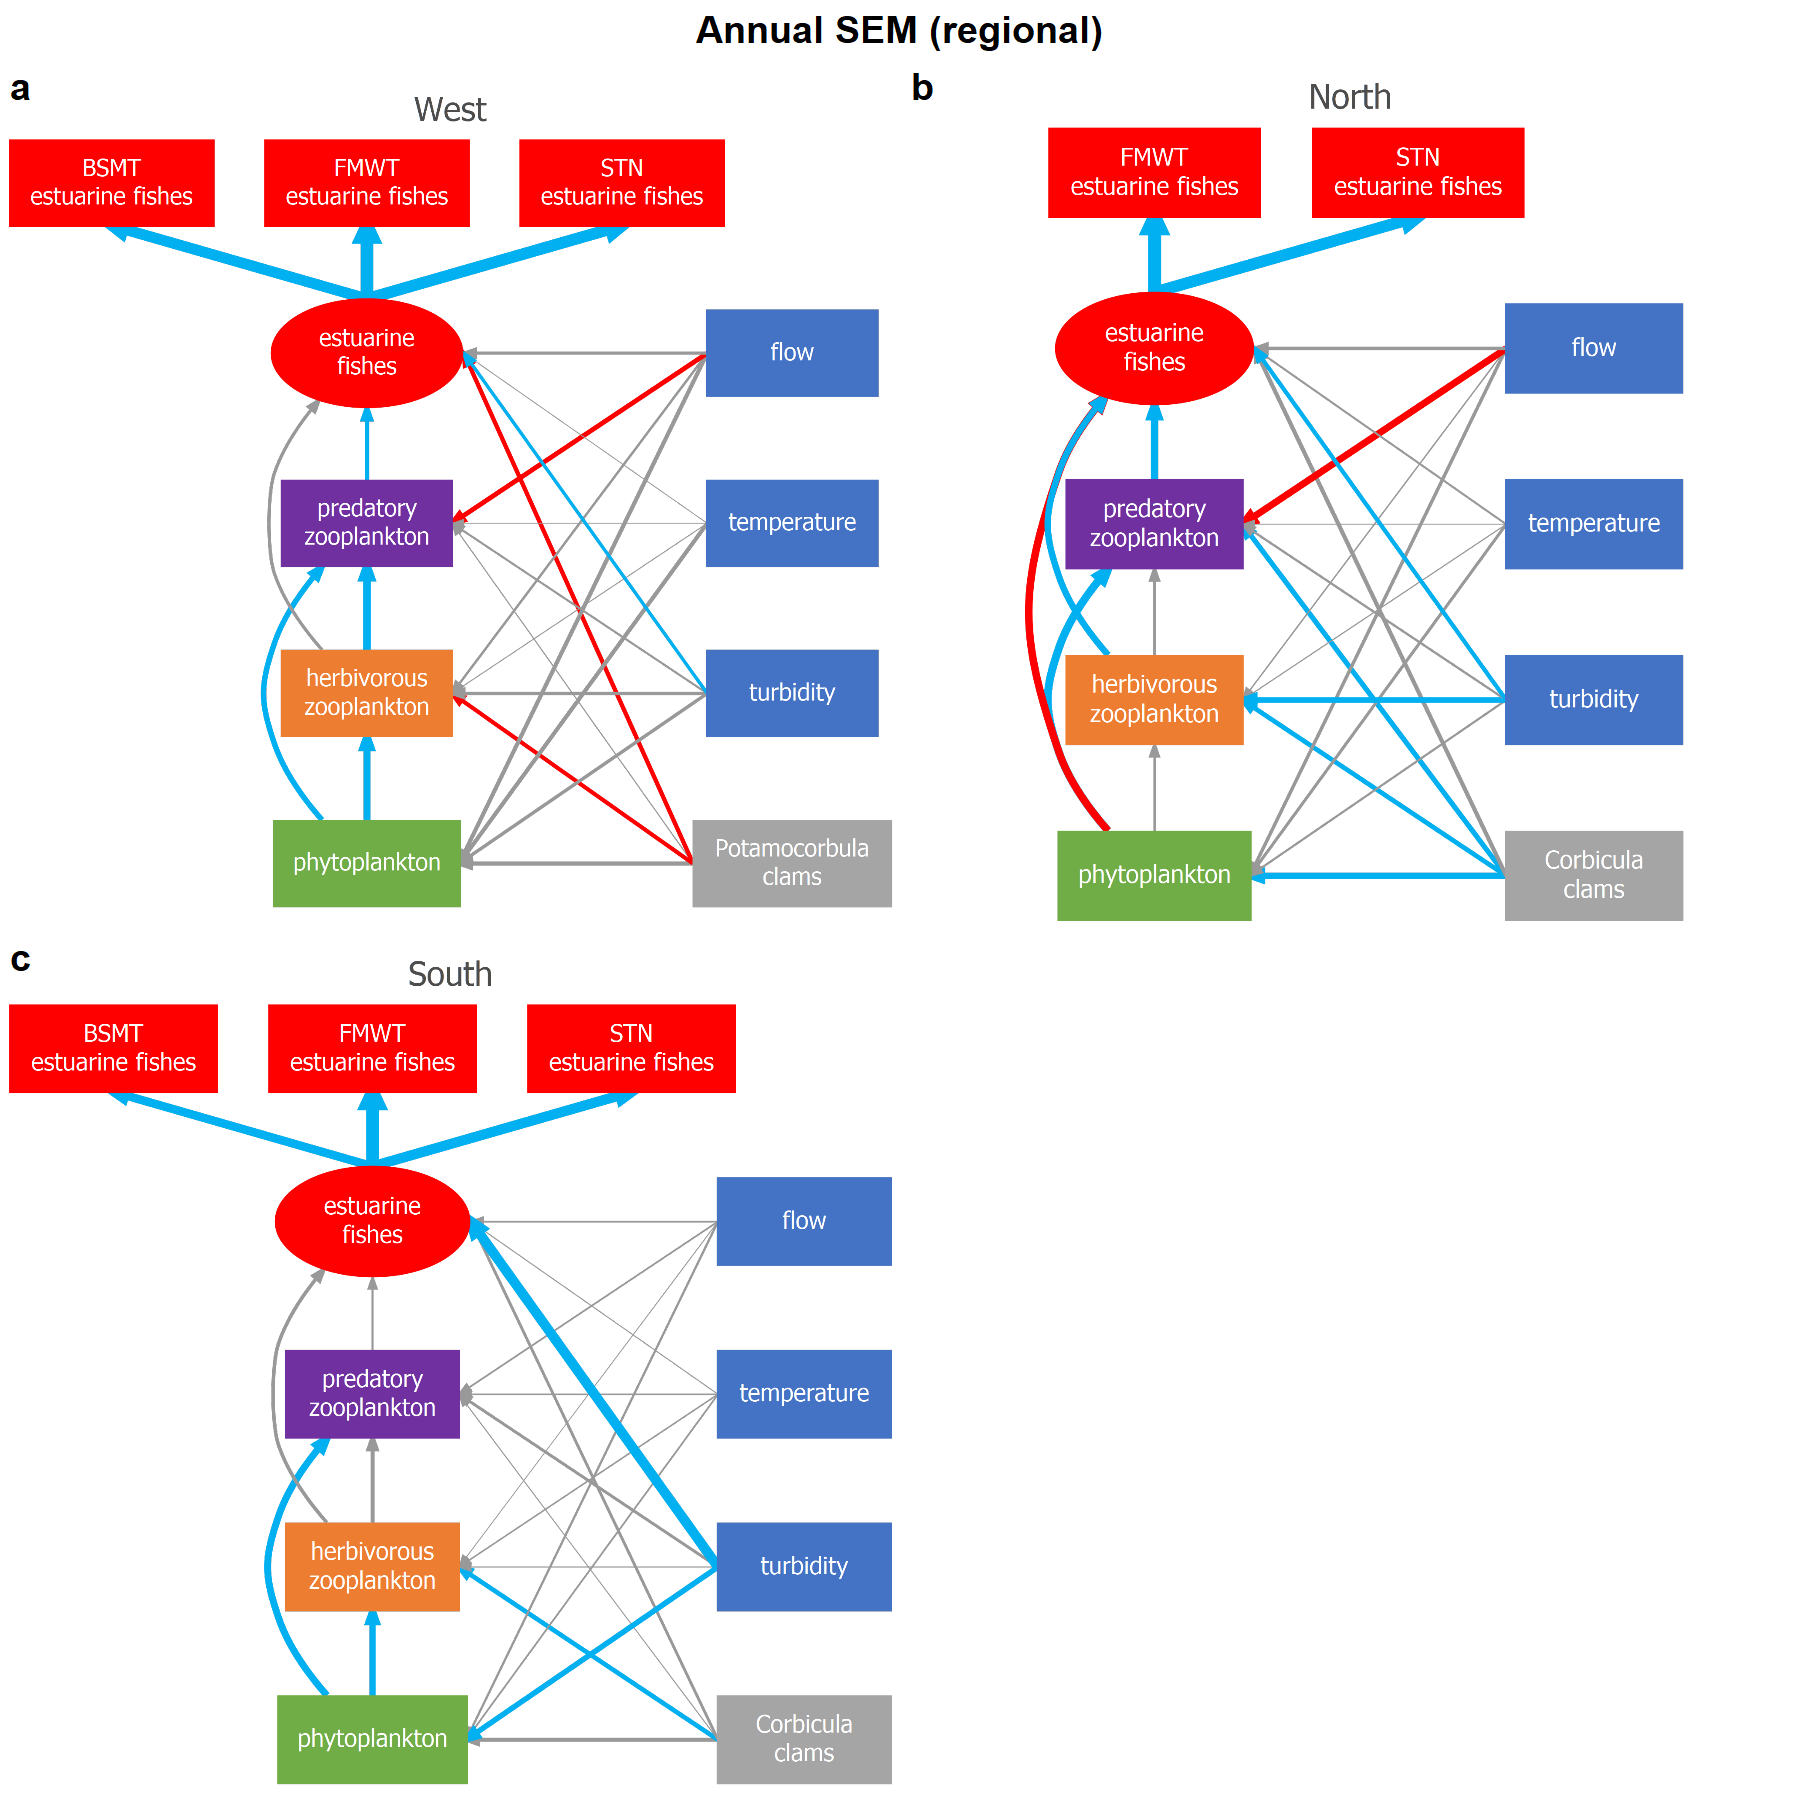 Annual SEM (regional)
a
West
BSMT
estuarine fishes
FMWT
estuarine fishes
STN
estuarine fishes
estuarine
fishes
flow
predatory
zooplankton
temperature
herbivorous
zooplankton
turbidity
phytoplankton
Potamocorbula
clams
b
North
FMWT
estuarine fishes
STN
estuarine fishes
estuarine
fishes
flow
predatory
zooplankton
temperature
herbivorous
zooplankton
turbidity
phytoplankton
Corbicula
clams
c
South
BSMT
estuarine fishes
FMWT
estuarine fishes
STN
estuarine fishes
estuarine
fishes
flow
predatory
zooplankton
temperature
herbivorous
zooplankton
turbidity
phytoplankton
Corbicula
clams